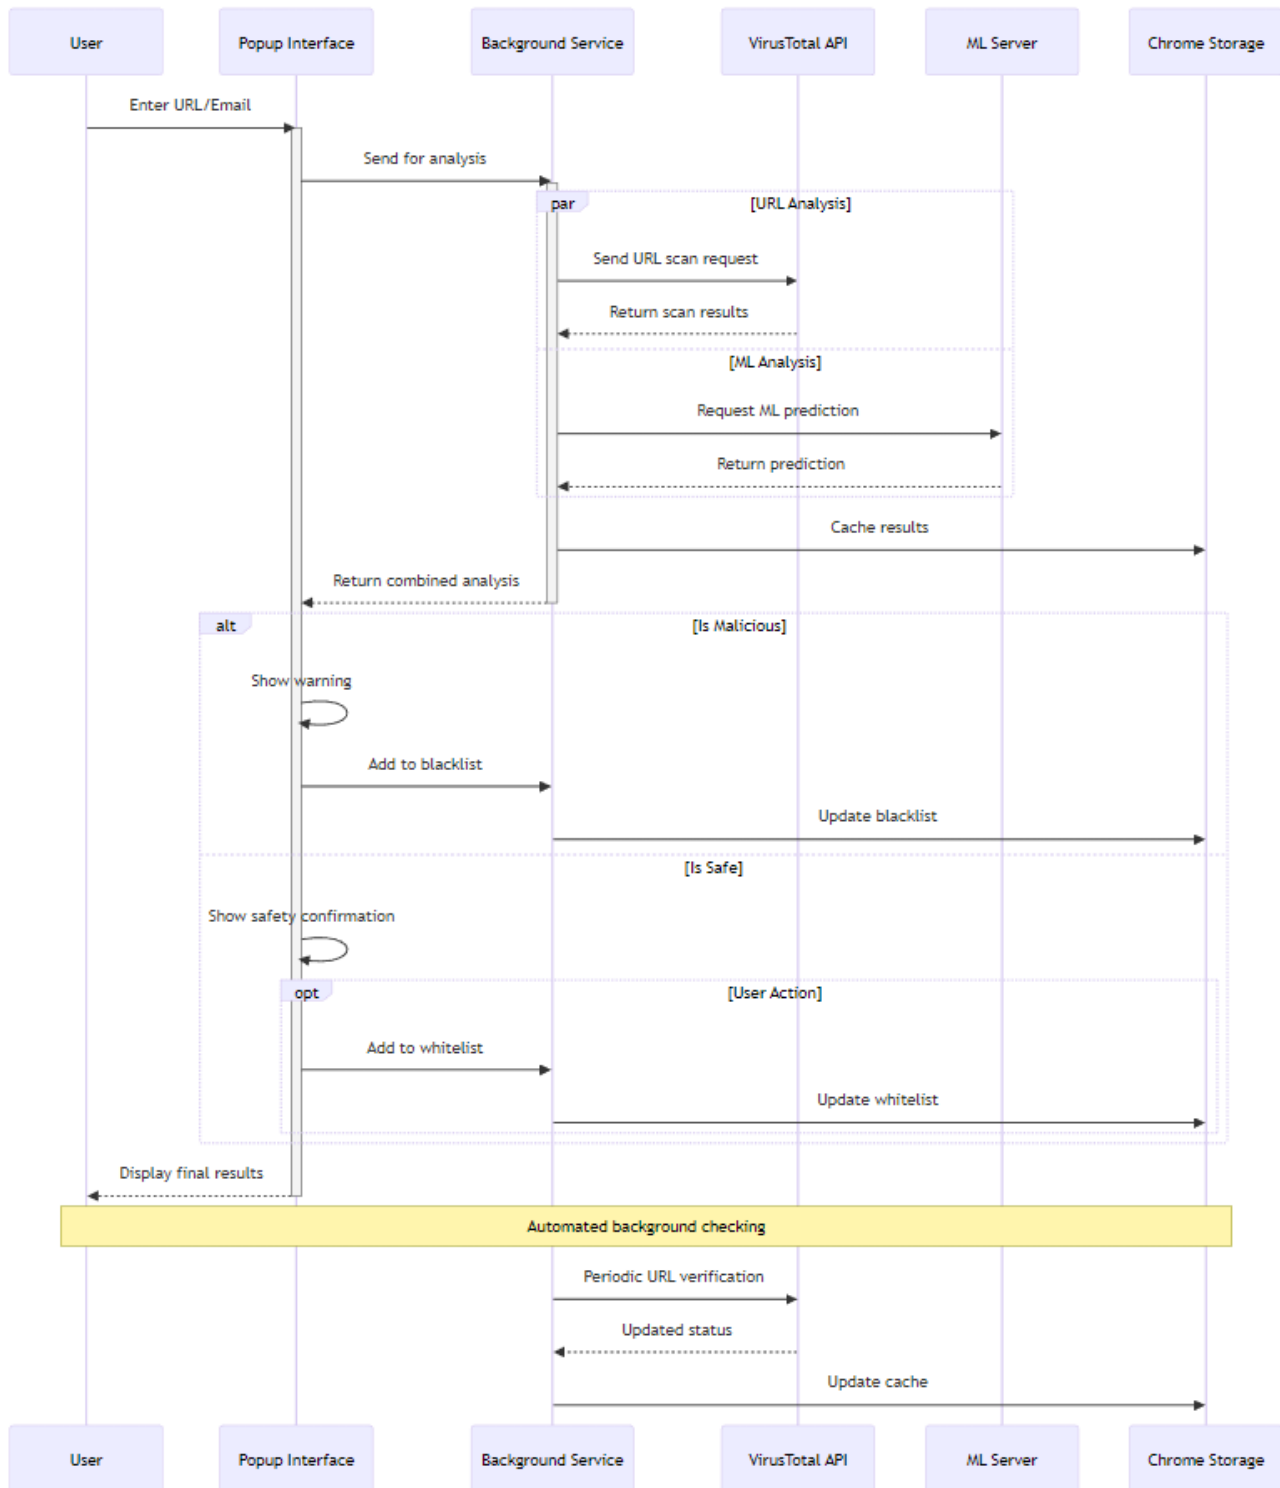 User
Popup Interface
Background Service
VirusTotal API
ML Server
Chrome Storage
Enter URL/Email
Send for analysis
par
[URL Analysis]
Send URL scan request
Return scan results
[ML Analysis]
Request ML prediction
Return prediction
Cache results
Return combined analysis
alt
[Is Malicious]
Show warning
Add to blacklist
Update blacklist
[Is Safe]
Show safety confirmation
opt
[User Action]
Add to whitelist
Update whitelist
Display final results
Automated background checking
Periodic URL verification
Updated status
Update cache
User
Popup Interface
Background Service
VirusTotal API
ML Server
Chrome Storage